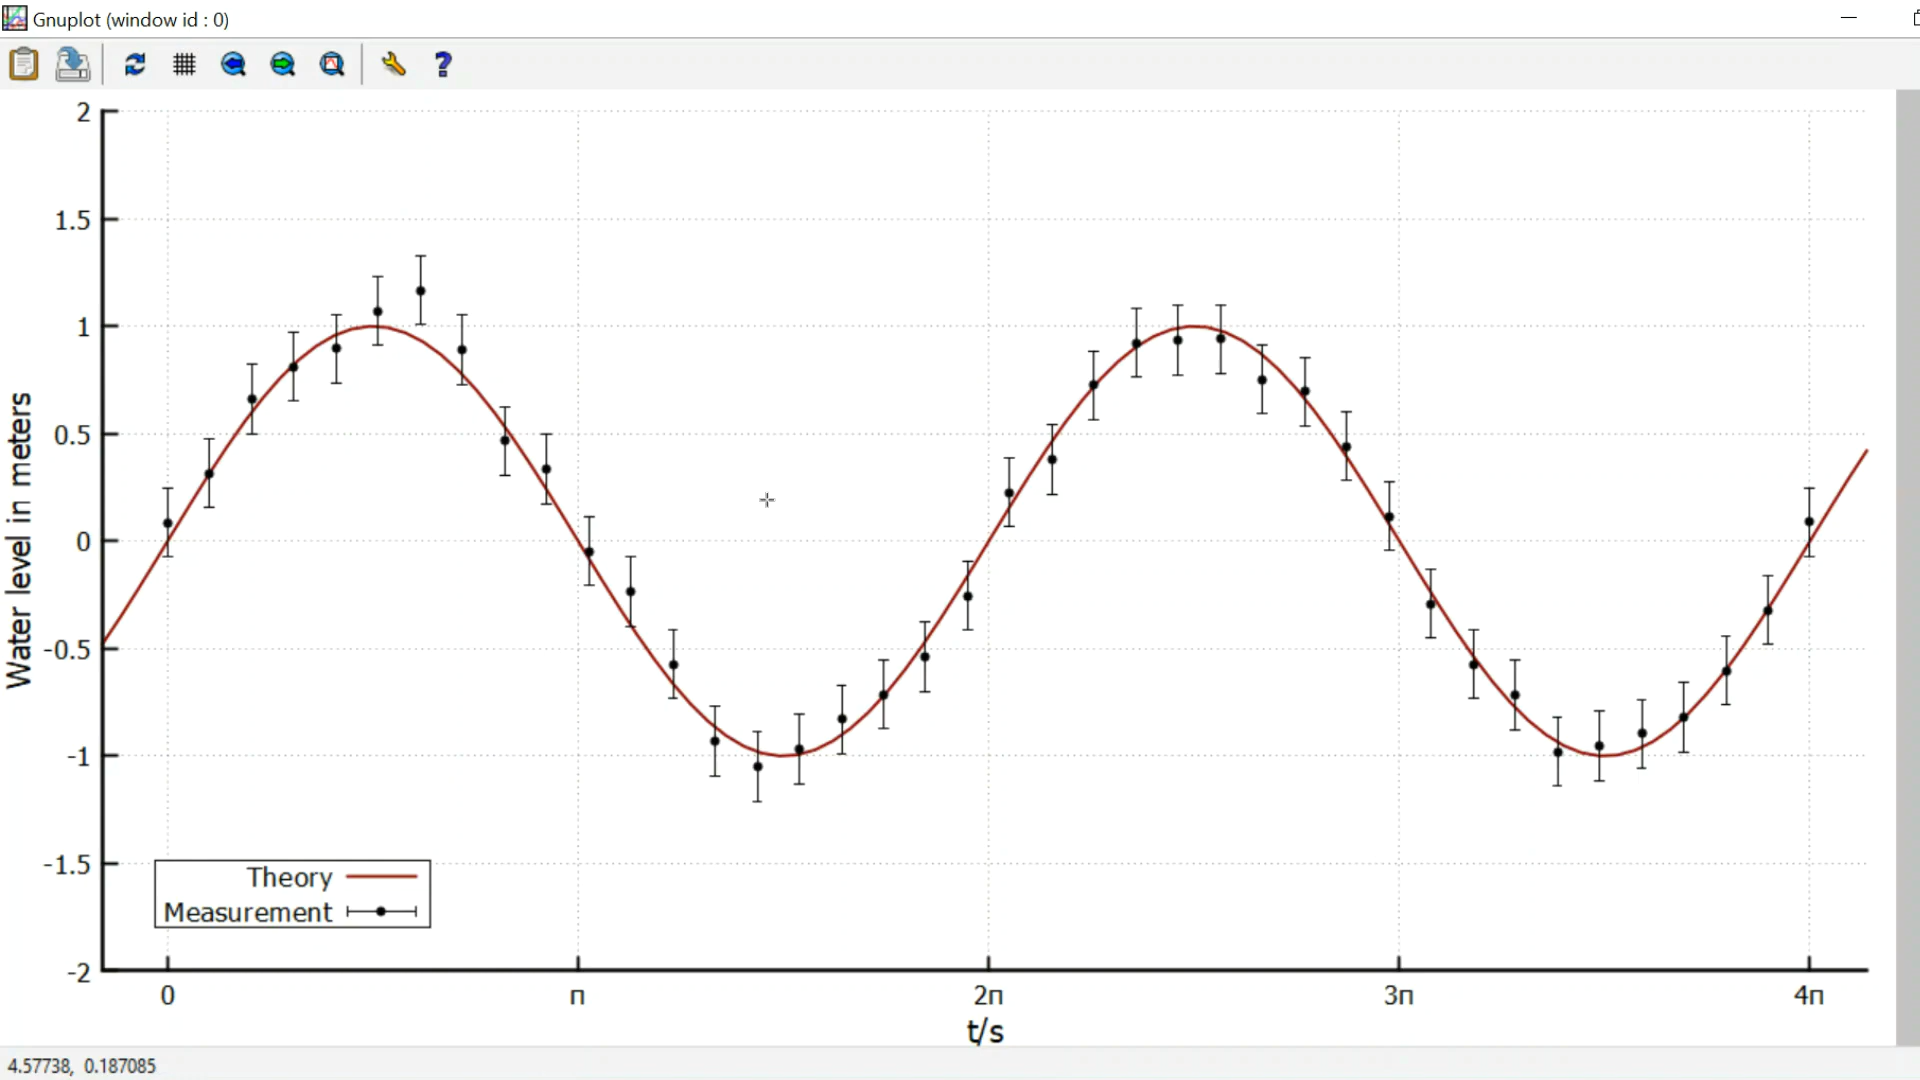 Gnuplot (window id : 0)
2
1.5
1
0.5
0
-0.5
-1
-1.5
-2
Water level in meters
Theory
Measurement
0 π 2π 3π 4π
t/s
4.57738, 0.187085